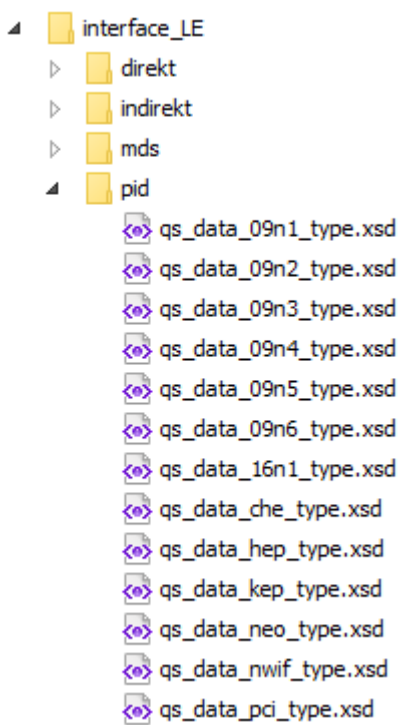 interface_LE
direkt
indirekt
mds
pid
qs_data_09n1_type.xsd
qs_data_09n2_type.xsd
qs_data_09n3_type.xsd
qs_data_09n4_type.xsd
qs_data_09n5_type.xsd
qs_data_09n6_type.xsd
qs_data_16n1_type.xsd
qs_data_che_type.xsd
qs_data_hep_type.xsd
qs_data_kep_type.xsd
qs_data_neo_type.xsd
qs_data_nwif_type.xsd
qs_data_pci_type.xsd